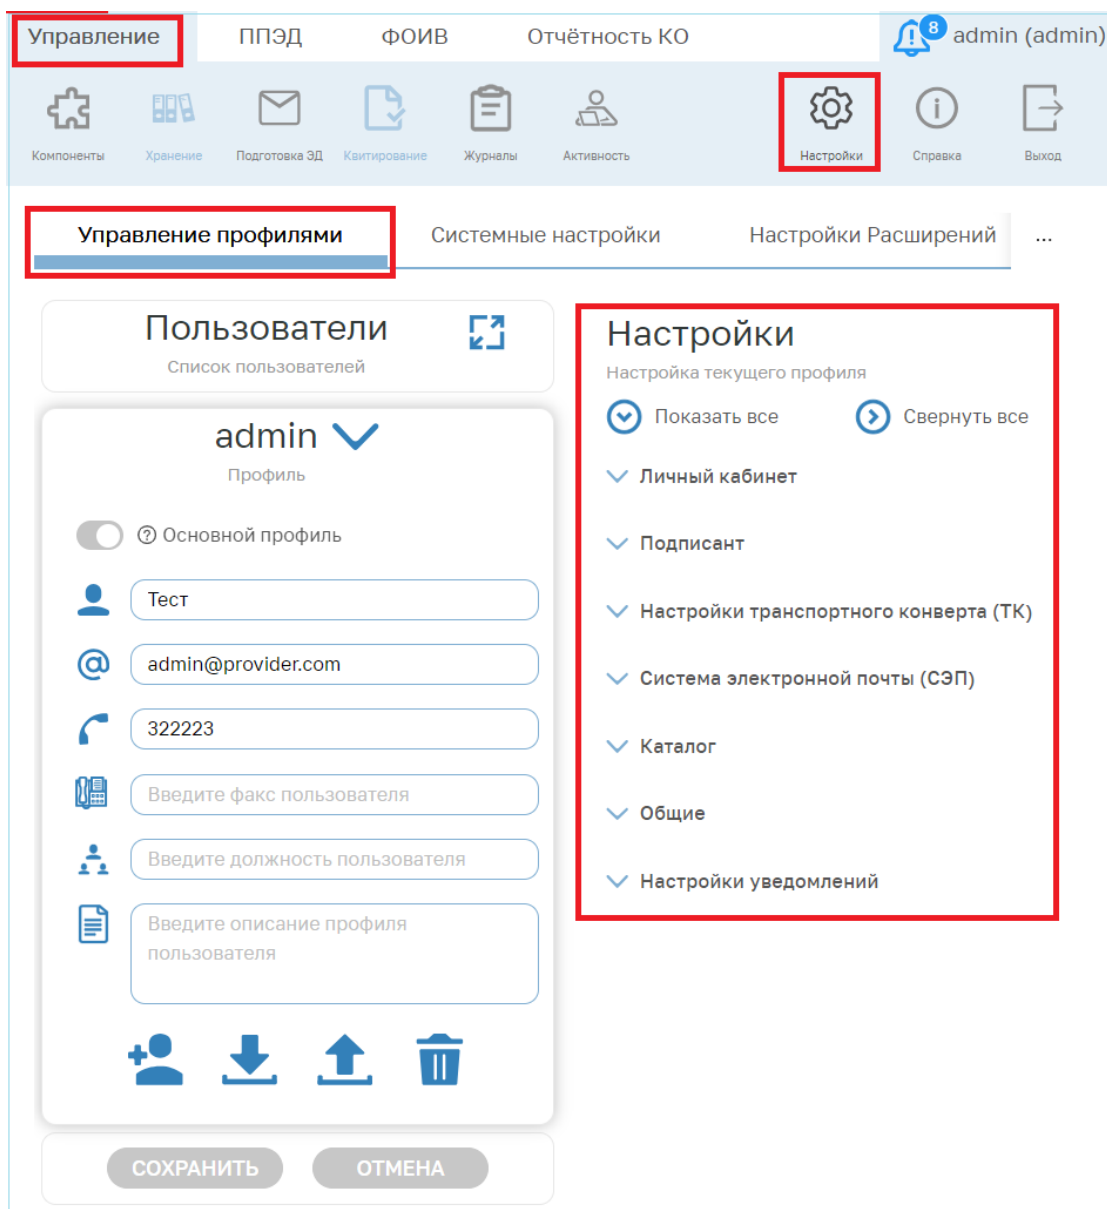 Управление ППЭД ФОИВ Отчётность КО 8 admin (admin)
Компоненты Хранение Подготовка ЭД Квитирование Журналы Активность Настройки Справка Выход
Управление профилями Системные настройки Настройки Расширений ...
Пользователи
Список пользователей
admin
Профиль
Основной профиль
Тест
admin@provider.com
322223
Введите факс пользователя
Введите должность пользователя
Введите описание профиля
пользователя
СОХРАНИТЬ ОТМЕНА
Настройки
Настройка текущего профиля
Показать все Свернуть все
Личный кабинет
Подписант
Настройки транспортного конверта (ТК)
Система электронной почты (СЭП)
Каталог
Общие
Настройки уведомлений